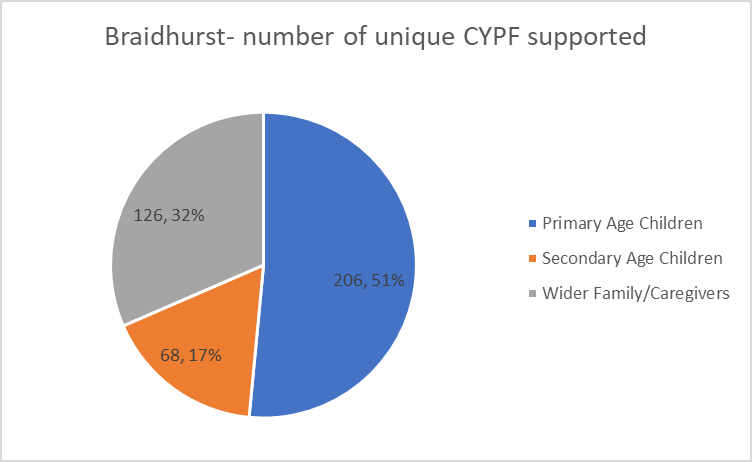 Braidhurst- number of unique CYPF supported
126, 32%
206, 51%
68, 17%
Primary Age Children
Secondary Age Children
Wider Family/Caregivers